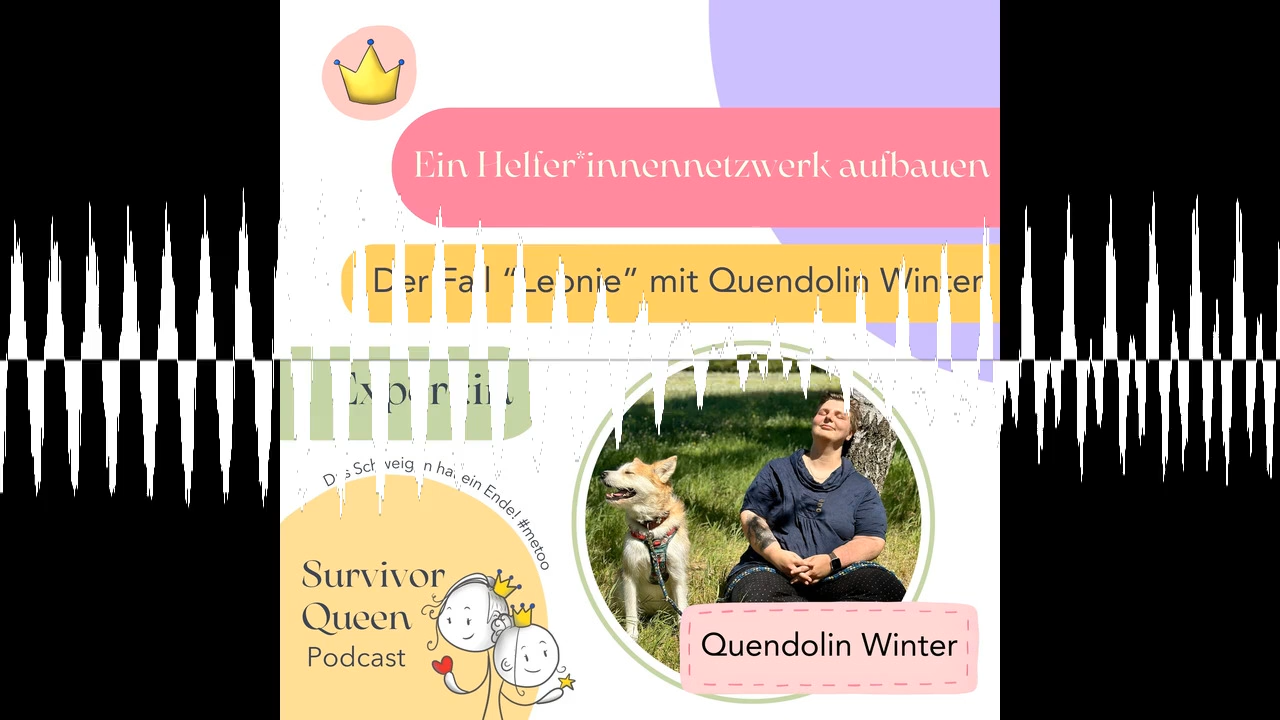 Ein Helfer*innennetzwerk aufbauen
Der Fall “Leonie” mit Quendolin Winter
Expertin
Das Schweigen hat ein Ende! #metoo
Survivor
Queen
Podcast
Quendolin Winter